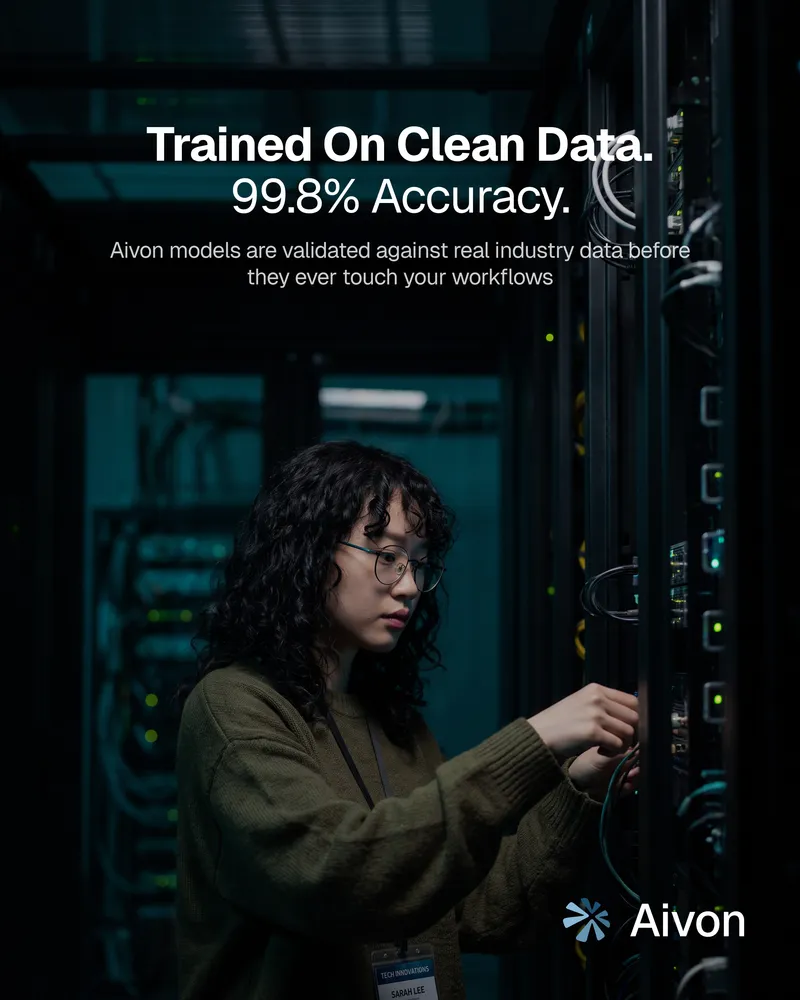 Trained On Clean Data.
99.8% Accuracy.
Aivon models are validated against real industry data before
they ever touch your workflows
Aivon
TECH INNOVATIONS
SARAH LEE